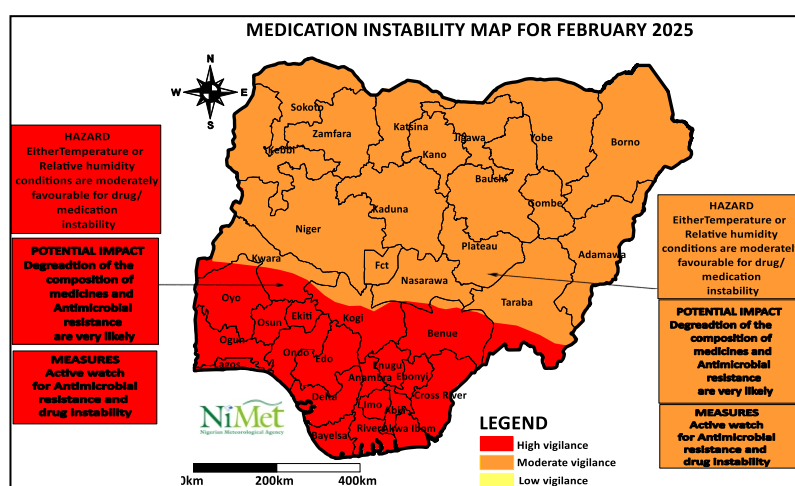 MEDICATION INSTABILITY MAP FOR FEBRUARY 2025
N
W
E
S
HAZARD
EitherTemperature or
Relative humidity
conditions are moderately
favourable for drug/
medication
instability
POTENTIAL IMPACT
Degreadtion of the
composition of
medicines and
Antimicrobial
resistance
are very likely
MEASURES
Active watch
for Antimicrobial
resistance and
drug instability
Sokoto
Zamfara
Katsina
Jigawa
Yobe
Borno
Kebbi
Kano
Bauchi
Gombe
Kaduna
Niger
Plateau
Adamawa
Kwara
Fct
Nasarawa
Taraba
Oyo
Ekiti
Kogi
Osun
Benue
Ogun
Ondo
Edo
Lagos
Enugu
Anambra
Ebonyi
Delta
Cross River
Imo
Abia
Rivers
Akwa Ibom
Bayelsa
HAZARD
EitherTemperature or
Relative humidity
conditions are moderatel
favourable for drug/
medication
instability
POTENTIAL IMPACT
Degreadtion of the
composition of
medicines and
Antimicrobial
resistance
are very likely
MEASURES
Active watch
for Antimicrobial
resistance and
drug instability
NiMet
Nigerian Meteorological Agency
LEGEND
High vigilance
Moderate vigilance
Low vigilance
0km
200km
400km